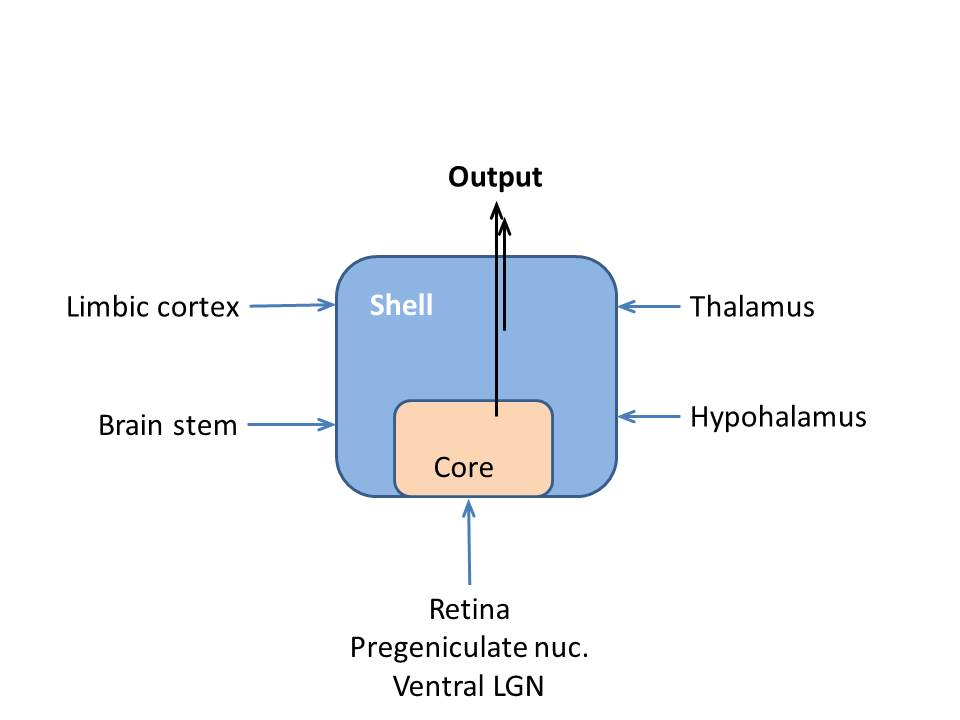 Output
Limbic cortex
Shell
Thalamus
Brain stem
Hypohalamus
Core
Retina
Pregeniculate nuc.
Ventral LGN